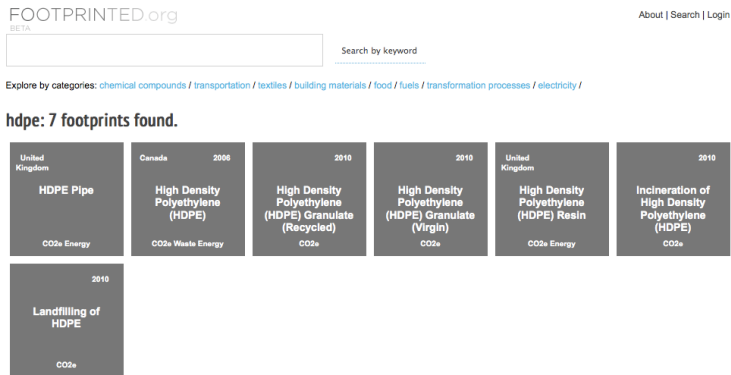 FOOTPRINTED.org
BETA
About | Search | Login
Search by keyword
Explore by categories: chemical compounds / transportation / textiles / building materials / food / fuels / transformation processes / electricity /
hdpe: 7 footprints found.
United
Kingdom
HDPE Pipe
CO2e Energy
Canada 2006
High Density
Polyethylene
(HDPE)
CO2e Waste Energy
2010
High Density
Polyethylene
(HDPE) Granulate
(Recycled)
CO2e
2010
High Density
Polyethylene
(HDPE) Granulate
(Virgin)
CO2e
United
Kingdom
High Density
Polyethylene
(HDPE) Resin
CO2e Energy
2010
Incineration of
High Density
Polyethylene
(HDPE)
CO2e
2010
Landfilling of
HDPE
CO2e